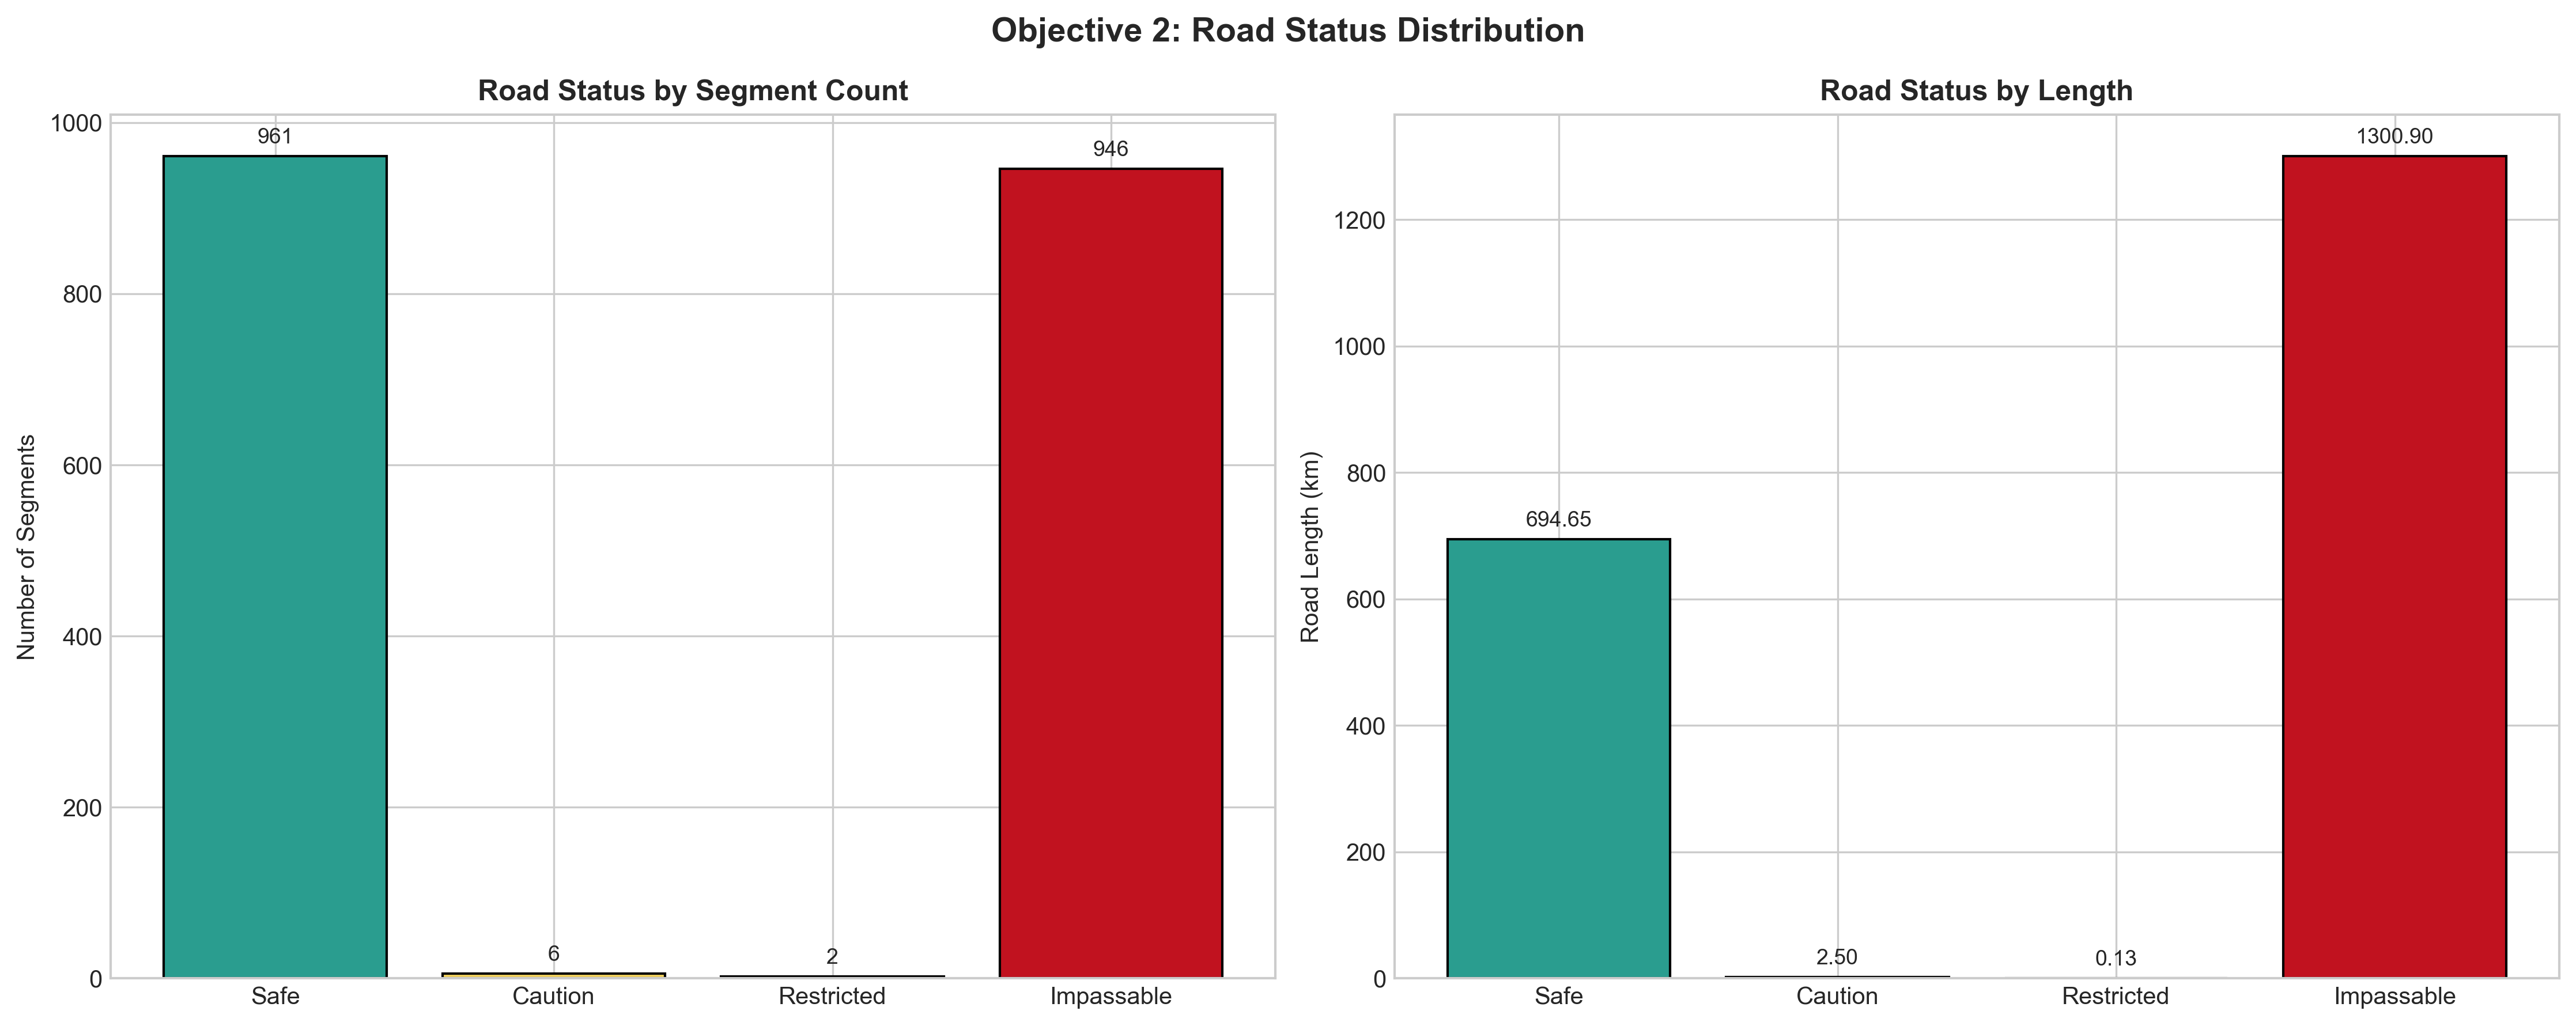 Objective 2: Road Status Distribution
Road Status by Segment Count
Number of Segments
1000
800
600
400
200
0
961
6
2
946
Safe
Caution
Restricted
Impassable
Road Status by Length
Road Length (km)
1200
1000
800
600
400
200
0
694.65
2.50
0.13
1300.90
Safe
Caution
Restricted
Impassable